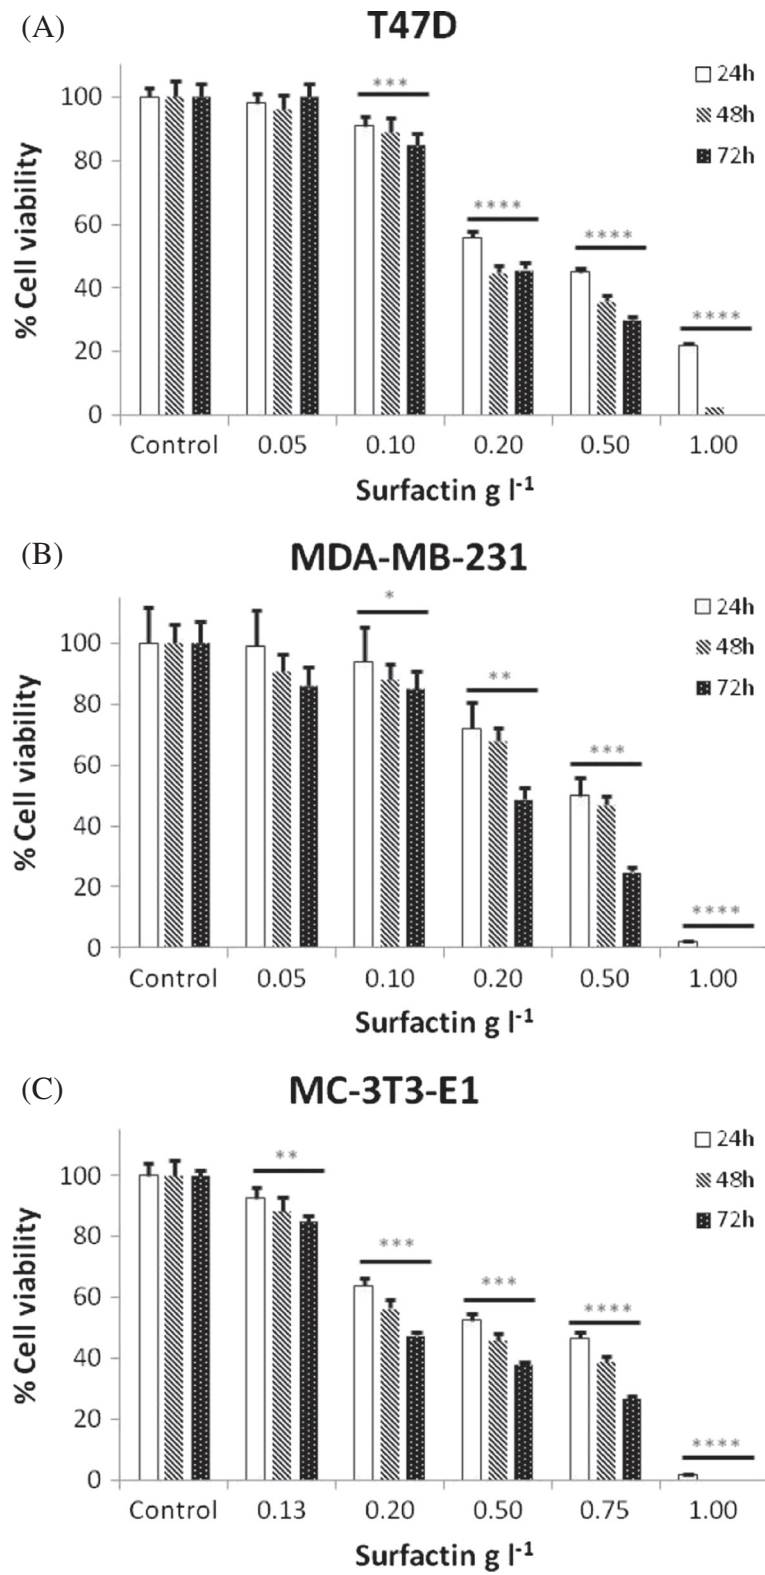 (A)
T47D
% Cell viability
100
80
60
40
20
0
***
****
****
****
24h
48h
72h
Control 0.05 0.10 0.20 0.50 1.00
Surfactin g l⁻¹
(B)
MDA-MB-231
% Cell viability
100
80
60
40
20
0
*
**
***
****
24h
48h
72h
Control 0.05 0.10 0.20 0.50 1.00
Surfactin g l⁻¹
(C)
MC-3T3-E1
% Cell viability
100
80
60
40
20
0
**
***
***
****
****
24h
48h
72h
Control 0.13 0.20 0.50 0.75 1.00
Surfactin g l⁻¹